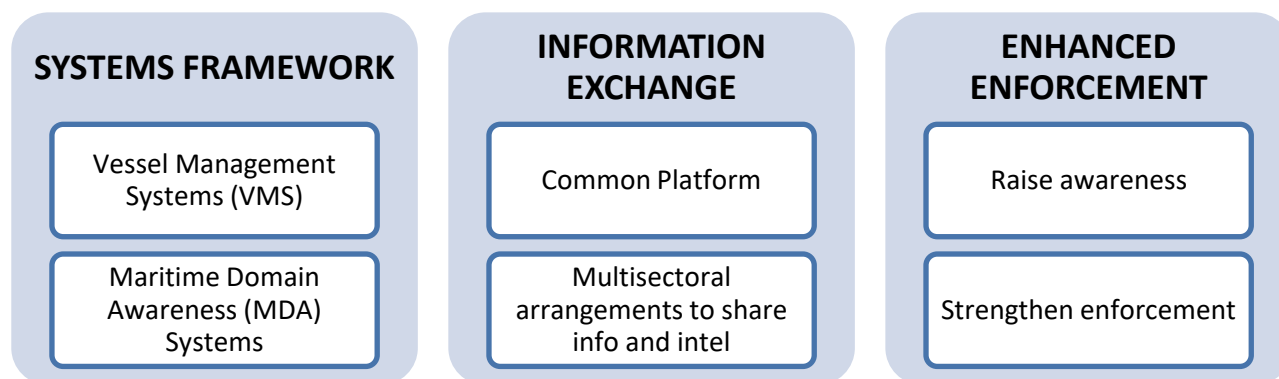 SYSTEMS FRAMEWORK
Vessel Management
Systems (VMS)
Maritime Domain
Awareness (MDA)
Systems
INFORMATION
EXCHANGE
Common Platform
Multisectoral
arrangements to share
info and intel
ENHANCED
ENFORCEMENT
Raise awareness
Strengthen enforcement